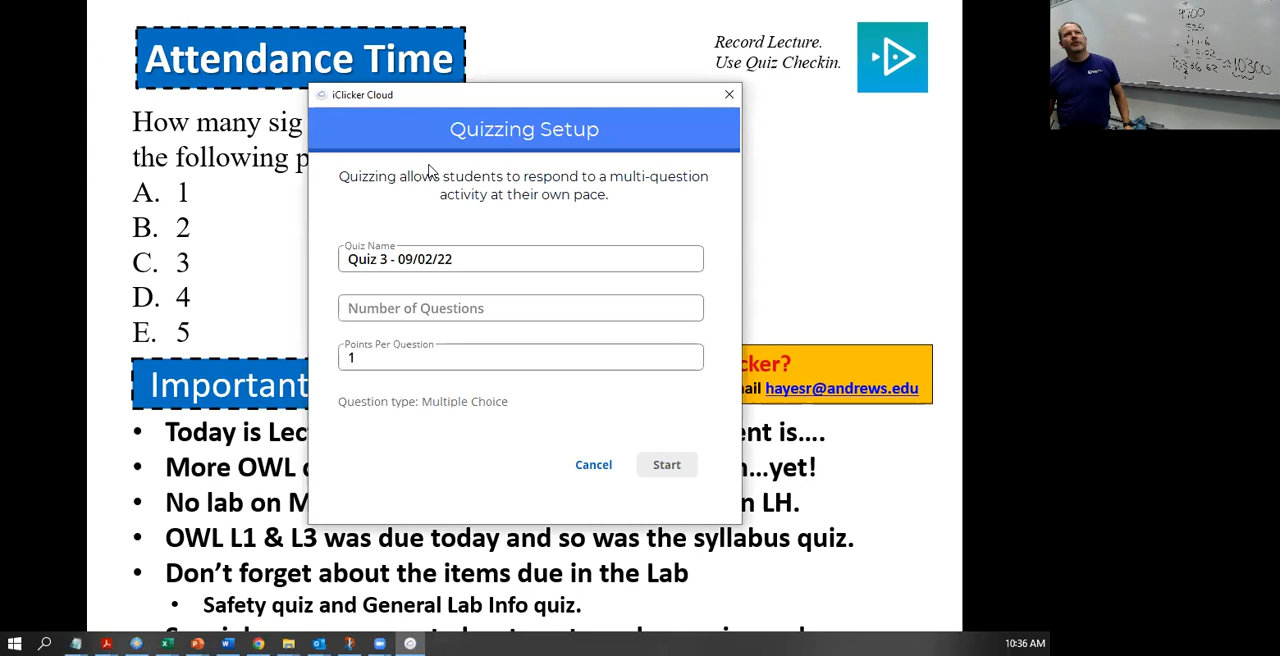 Attendance Time
Record Lecture.
Use Quiz Checkin.
How many sig
the following p
A. 1
B. 2
C. 3
D. 4
E. 5
iClicker Cloud
Quizzing Setup
Quizzing allows students to respond to a multi-question
activity at their own pace.
Quiz Name
Quiz 3 - 09/02/22
Number of Questions
Points Per Question
1
Question type: Multiple Choice
Cancel
Start
cker?
ail hayesr@andrews.edu
Important
• Today is Lec
ent is....
• More OWL
n...yet!
• No lab on M
n LH.
• OWL L1 & L3 was due today and so was the syllabus quiz.
• Don't forget about the items due in the Lab
• Safety quiz and General Lab Info quiz.
10:36 AM
10300